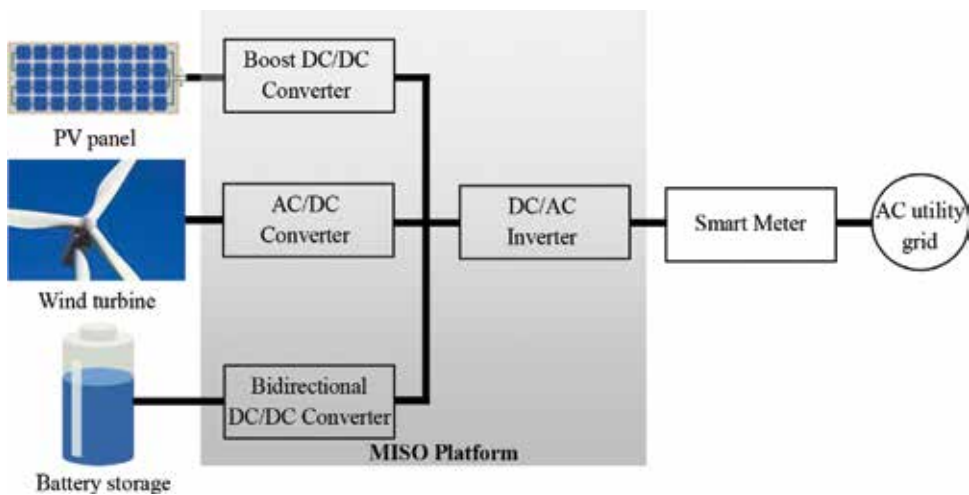 Boost DC/DC
Converter
PV panel
AC/DC
Converter
DC/AC
Inverter
Smart Meter
AC utility
grid
Wind turbine
Bidirectional
DC/DC Converter
MISO Platform
Battery storage